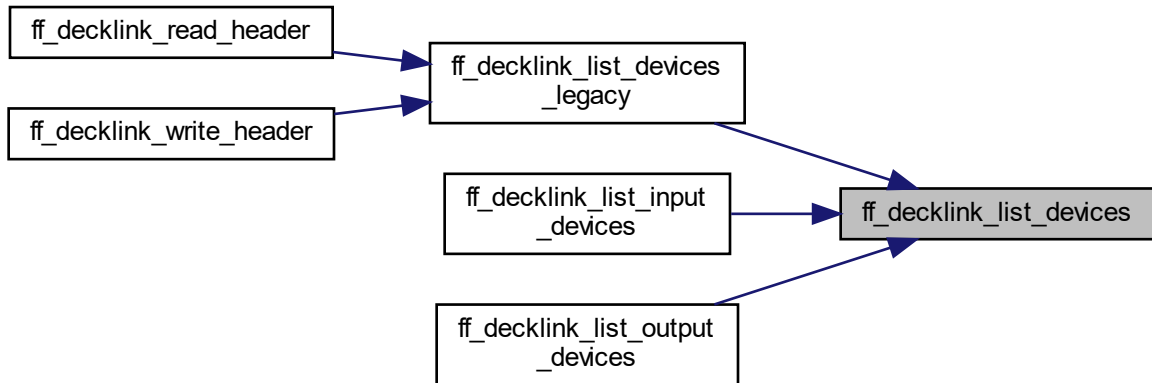 ff_decklink_read_header
ff_decklink_write_header
ff_decklink_list_devices
_legacy
ff_decklink_list_input
_devices
ff_decklink_list_output
_devices
ff_decklink_list_devices